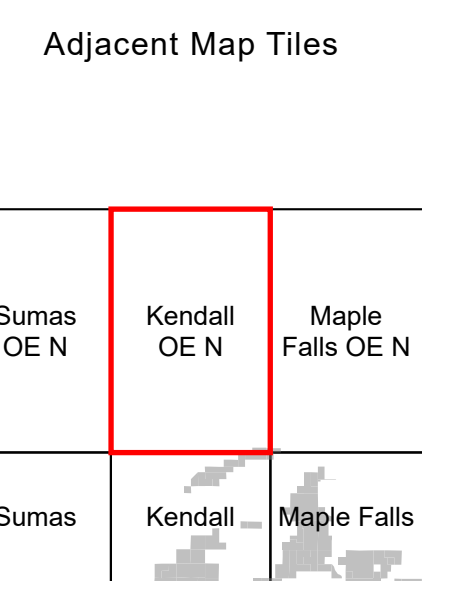 Adjacent Map Tiles
Sumas
OE N
Kendall
OE N
Maple
Falls OE N
Sumas
Kendall
Maple Falls